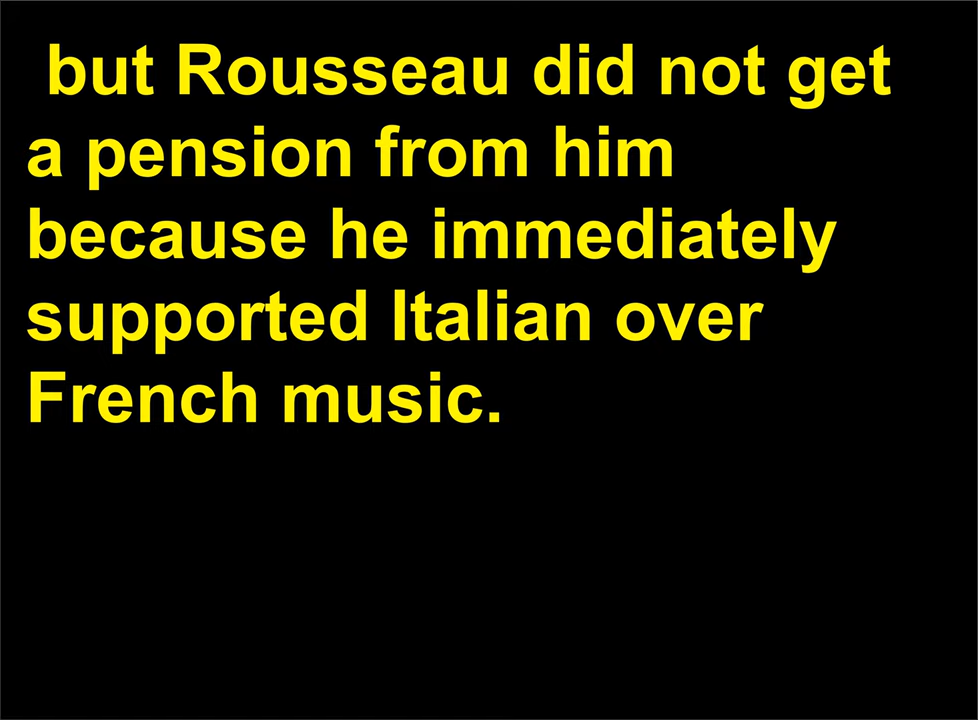 but Rousseau did not get
a pension from him
because he immediately
supported Italian over
French music.